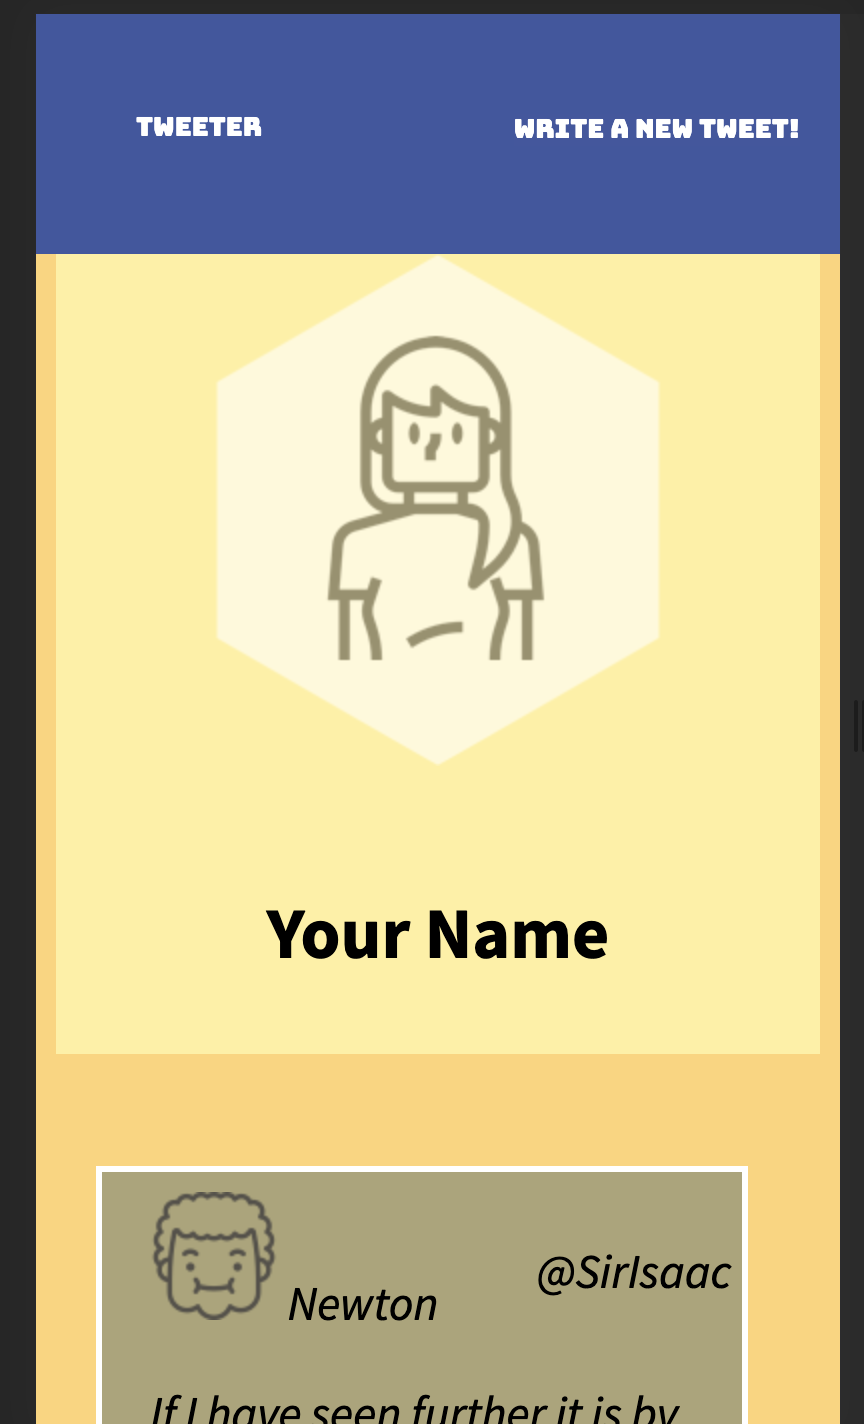 TWEETER
WRITE A NEW TWEET!
Your Name
Newton
@SirIsaac
If I have seen further it is by